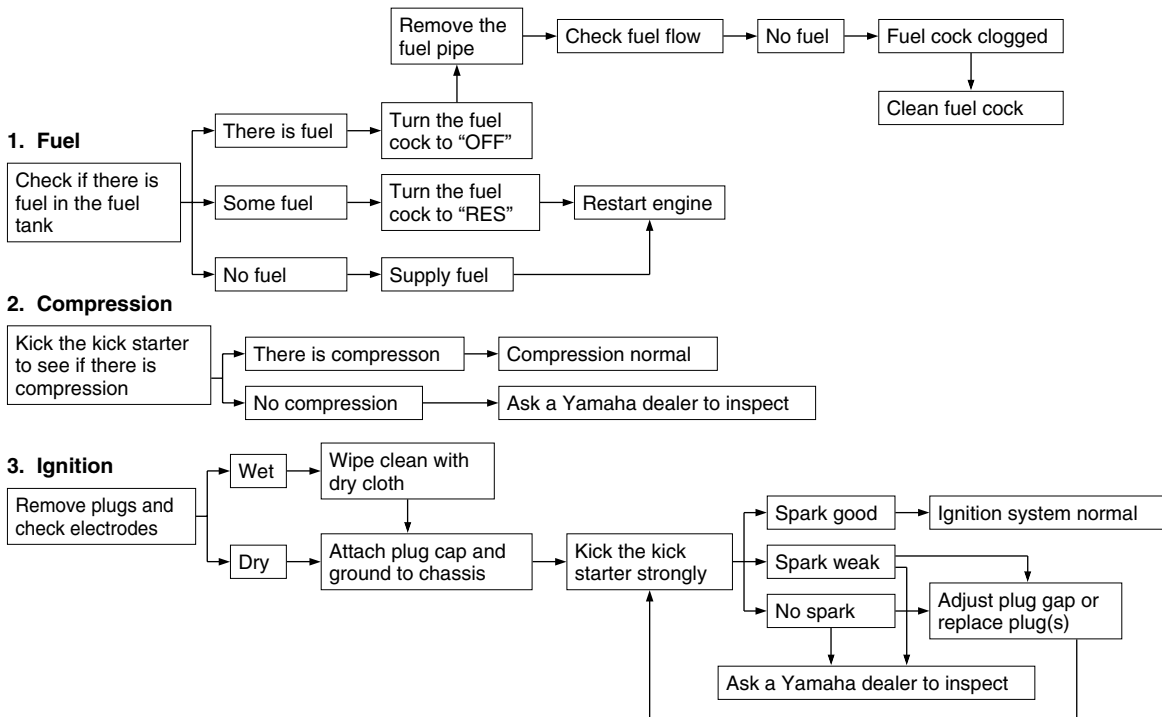 Remove the
fuel pipe
Check fuel flow
No fuel
Fuel cock clogged
Clean fuel cock
1. Fuel
There is fuel
Turn the fuel
cock to “OFF”
Check if there is
fuel in the fuel
tank
Some fuel
Turn the fuel
cock to “RES”
Restart engine
No fuel
Supply fuel
2. Compression
Kick the kick starter
to see if there is
compression
There is compresson
Compression normal
No compression
Ask a Yamaha dealer to inspect
3. Ignition
Remove plugs and
check electrodes
Wet
Wipe clean with
dry cloth
Dry
Attach plug cap and
ground to chassis
Kick the kick
starter strongly
Spark good
Ignition system normal
Spark weak
No spark
Adjust plug gap or
replace plug(s)
Ask a Yamaha dealer to inspect